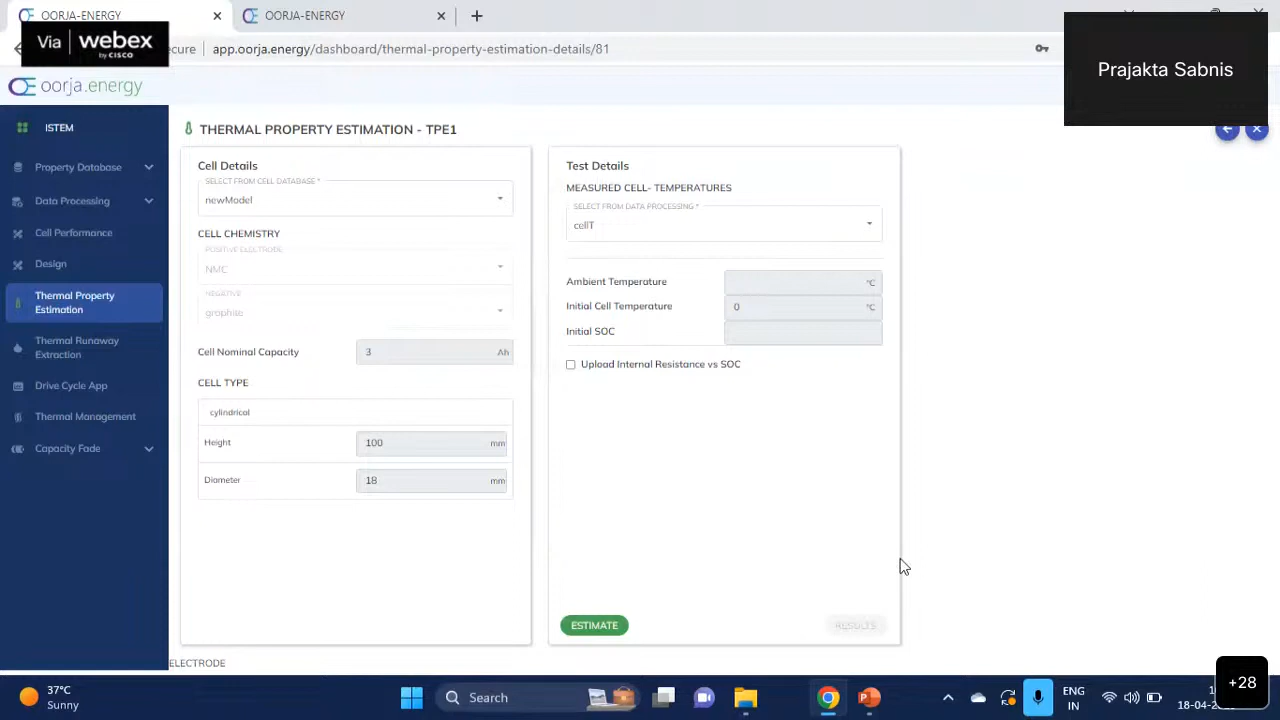 OORJA-ENERGY
OORJA-ENERGY
Via webex
by CISCO
ecure app.oorja.energy/dashboard/thermal-property-estimation-details/81
Prajakta Sabnis
oorja.energy
ISTEM
Property Database
Data Processing
Cell Performance
Design
Thermal Property
Estimation
Thermal Runaway
Extraction
Drive Cycle App
Thermal Management
Capacity Fade
THERMAL PROPERTY ESTIMATION - TPE1
Cell Details
SELECT FROM CELL DATABASE *
newModel
CELL CHEMISTRY
POSITIVE ELECTRODE
NMC
NEGATIVE
graphite
Cell Nominal Capacity 3 Ah
CELL TYPE
cylindrical
Height 100 mm
Diameter 18 mm
Test Details
MEASURED CELL- TEMPERATURES
SELECT FROM DATA PROCESSING *
cellT
Ambient Temperature °C
Initial Cell Temperature 0 °C
Initial SOC
Upload Internal Resistance vs SOC
ESTIMATE
RESULTS
ELECTRODE
37°C
Sunny
Search
ENG
IN
18-04-2
+28